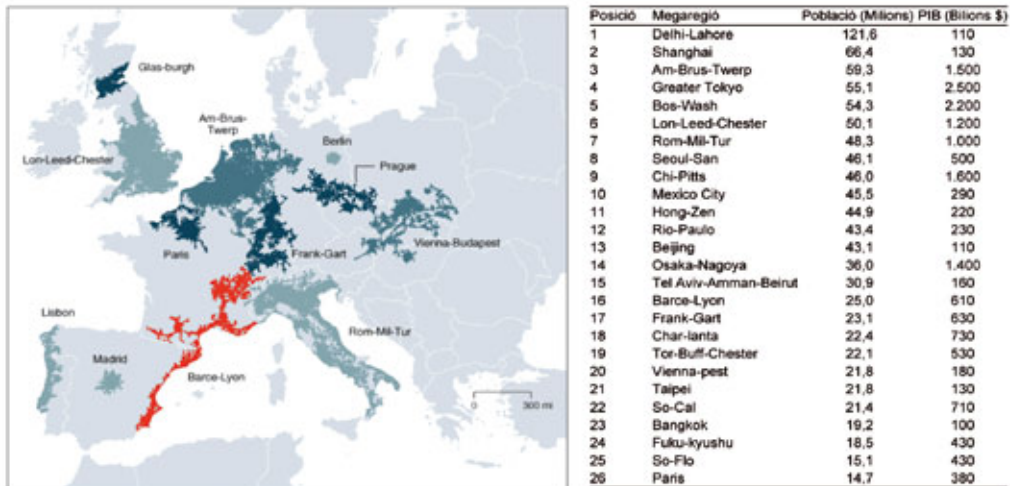 Glas-burgh
Am-Brus-
Twerp
Berlin
Lon-Leed-Chester
Prague
Paris
Frank-Gart
Vienna-Budapest
Lisbon
Rom-Mil-Tur
Madrid
Barce-Lyon
0 300 mi
Posició Megaregió Població (Milions) PIB (Bilions $)
1 Delhi-Lahore 121,6 110
2 Shanghai 66,4 130
3 Am-Brus-Twerp 59,3 1.500
4 Greater Tokyo 55,1 2.500
5 Bos-Wash 54,3 2.200
6 Lon-Leed-Chester 50,1 1.200
7 Rom-Mil-Tur 48,3 1.000
8 Seoul-San 46,1 500
9 Chi-Pitts 46,0 1.600
10 Mexico City 45,5 290
11 Hong-Zen 44,9 220
12 Rio-Paulo 43,4 230
13 Beijing 43,1 110
14 Osaka-Nagoya 36,0 1.400
15 Tel Aviv-Amman-Beirut 30,9 160
16 Barce-Lyon 25,0 610
17 Frank-Gart 23,1 630
18 Char-lanta 22,4 730
19 Tor-Buff-Chester 22,1 530
20 Vienna-pest 21,8 180
21 Taipei 21,8 130
22 So-Cal 21,4 710
23 Bangkok 19,2 100
24 Fuku-kyushu 18,5 430
25 So-Flo 15,1 430
26 Paris 14,7 380